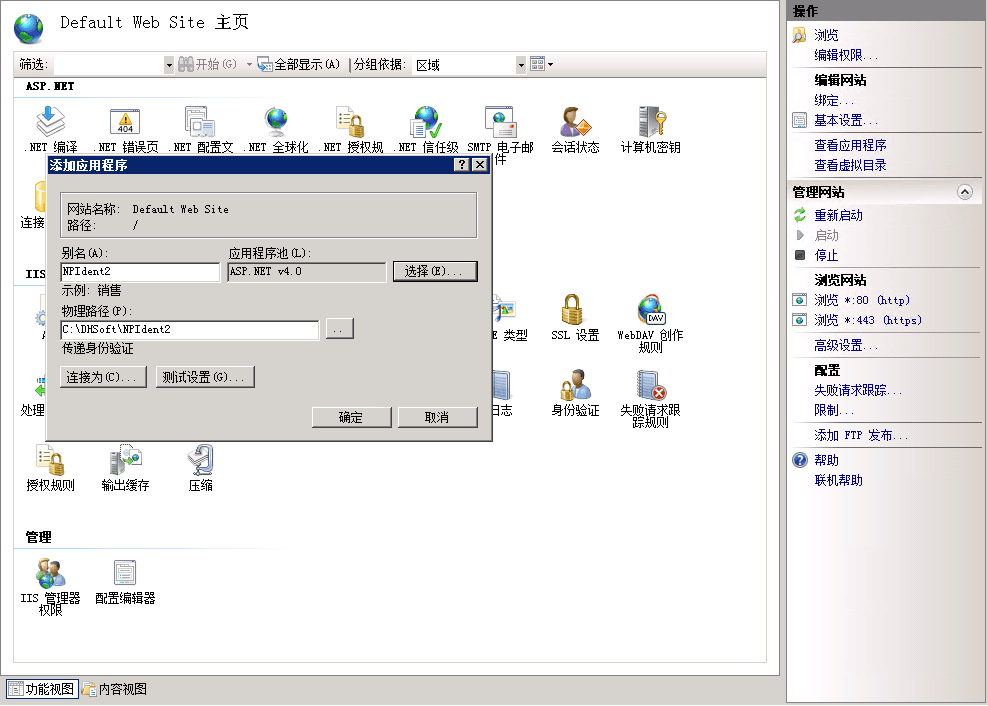 Default Web Site 主页
筛选:
开始(G)
全部显示(A)
分组依据:
区域
ASP.NET
.NET 编译
.NET 错误页
.NET 配置文
.NET 全球化
.NET 授权规
.NET 信任级
SMTP 电子邮
件
会话状态
计算机密钥
连接
添加应用程序
网站名称: Default Web Site
路径: /
别名(A):
应用程序池(L):
NPIdent2
ASP.NET v4.0
选择(E)...
示例: 销售
物理路径(P):
C:\DHSoft\NPIdent2
..
传递身份验证
连接为(C)...
测试设置(G)...
确定
取消
IIS
E 类型
SSL 设置
WebDAV 创作
规则
处理
日志
身份验证
失败请求跟
踪规则
授权规则
输出缓存
压缩
管理
IIS 管理器
权限
配置编辑器
功能视图
内容视图
操作
浏览
编辑权限...
编辑网站
绑定...
基本设置...
查看应用程序
查看虚拟目录
管理网站
重新启动
启动
停止
浏览网站
浏览 *:80 (http)
浏览 *:443 (https)
高级设置...
配置
失败请求跟踪...
限制...
添加 FTP 发布...
帮助
联机帮助